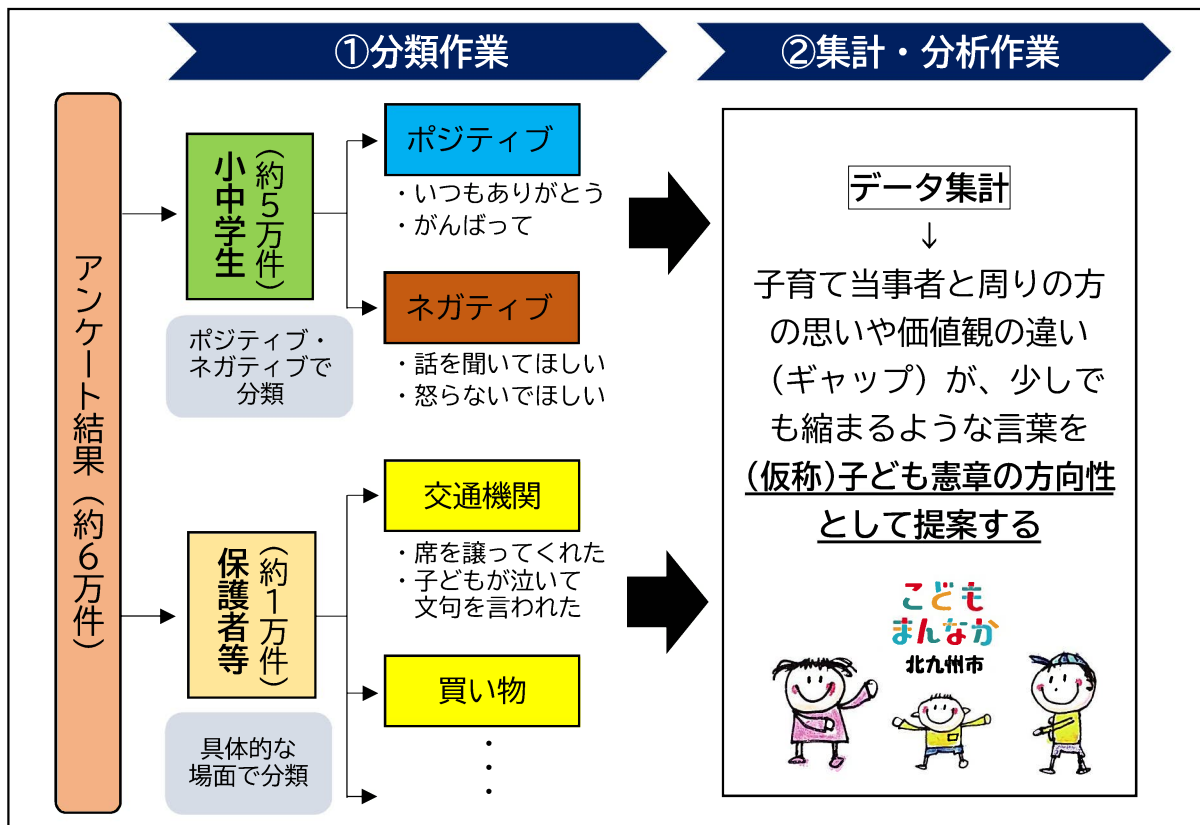 ①分類作業
②集計・分析作業
アンケート結果（約６万件）
小中学生
（約５万件）
ポジティブ・
ネガティブで
分類
ポジティブ
・いつもありがとう
・がんばって
ネガティブ
・話を聞いてほしい
・怒らないでほしい
保護者等
（約１万件）
具体的な
場面で分類
交通機関
・席を譲ってくれた
・子どもが泣いて
文句を言われた
買い物
・
・
・
データ集計
↓
子育て当事者と周りの方
の思いや価値観の違い
（ギャップ）が、少しで
も縮まるような言葉を
(仮称)子ども憲章の方向性
として提案する
こども
まんなか
北九州市